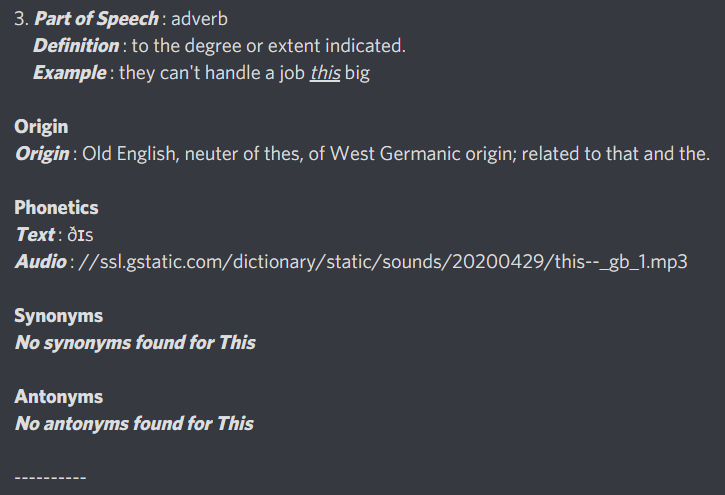 3. Part of Speech : adverb
Definition : to the degree or extent indicated.
Example : they can't handle a job this big
Origin
Origin : Old English, neuter of thes, of West Germanic origin; related to that and the.
Phonetics
Text : ðɪs
Audio : //ssl.gstatic.com/dictionary/static/sounds/20200429/this--_gb_1.mp3
Synonyms
No synonyms found for This
Antonyms
No antonyms found for This
----------